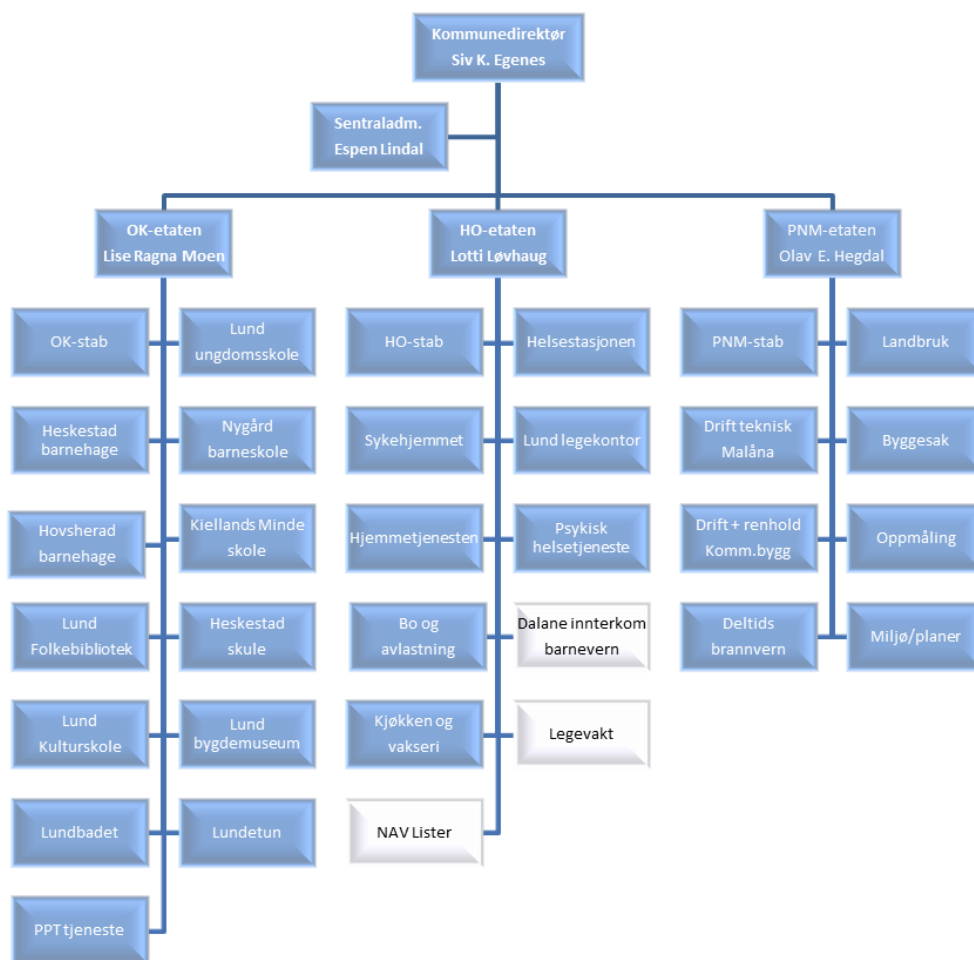 Kommunedirektør
Siv K. Egenes
Sentraladm.
Espen Lindal
OK-etaten
Lise Ragna Moen
HO-etaten
Lotti Løvhaug
PNM-etaten
Olav E. Hegdal
OK-stab
Lund
ungdomsskole
HO-stab
Helsestasjonen
PNM-stab
Landbruk
Heskestad
barnehage
Nygård
barneskole
Sykehjemmet
Lund legekontor
Drift teknisk
Malåna
Byggesak
Hovsherad
barnehage
Kiellands Minde
skole
Hjemmetjenesten
Psykisk
helsetjeneste
Drift + renhold
Komm.bygg
Oppmåling
Lund
Folkebibliotek
Heskestad
skule
Bo og
avlastning
Dalane innterkom
barnevern
Deltids
brannvern
Miljø/planer
Lund
Kulturskole
Lund
bygdemuseum
Kjøkken og
vakseri
Legevakt
Lundbadet
Lundetun
NAV Lister
PPT tjeneste